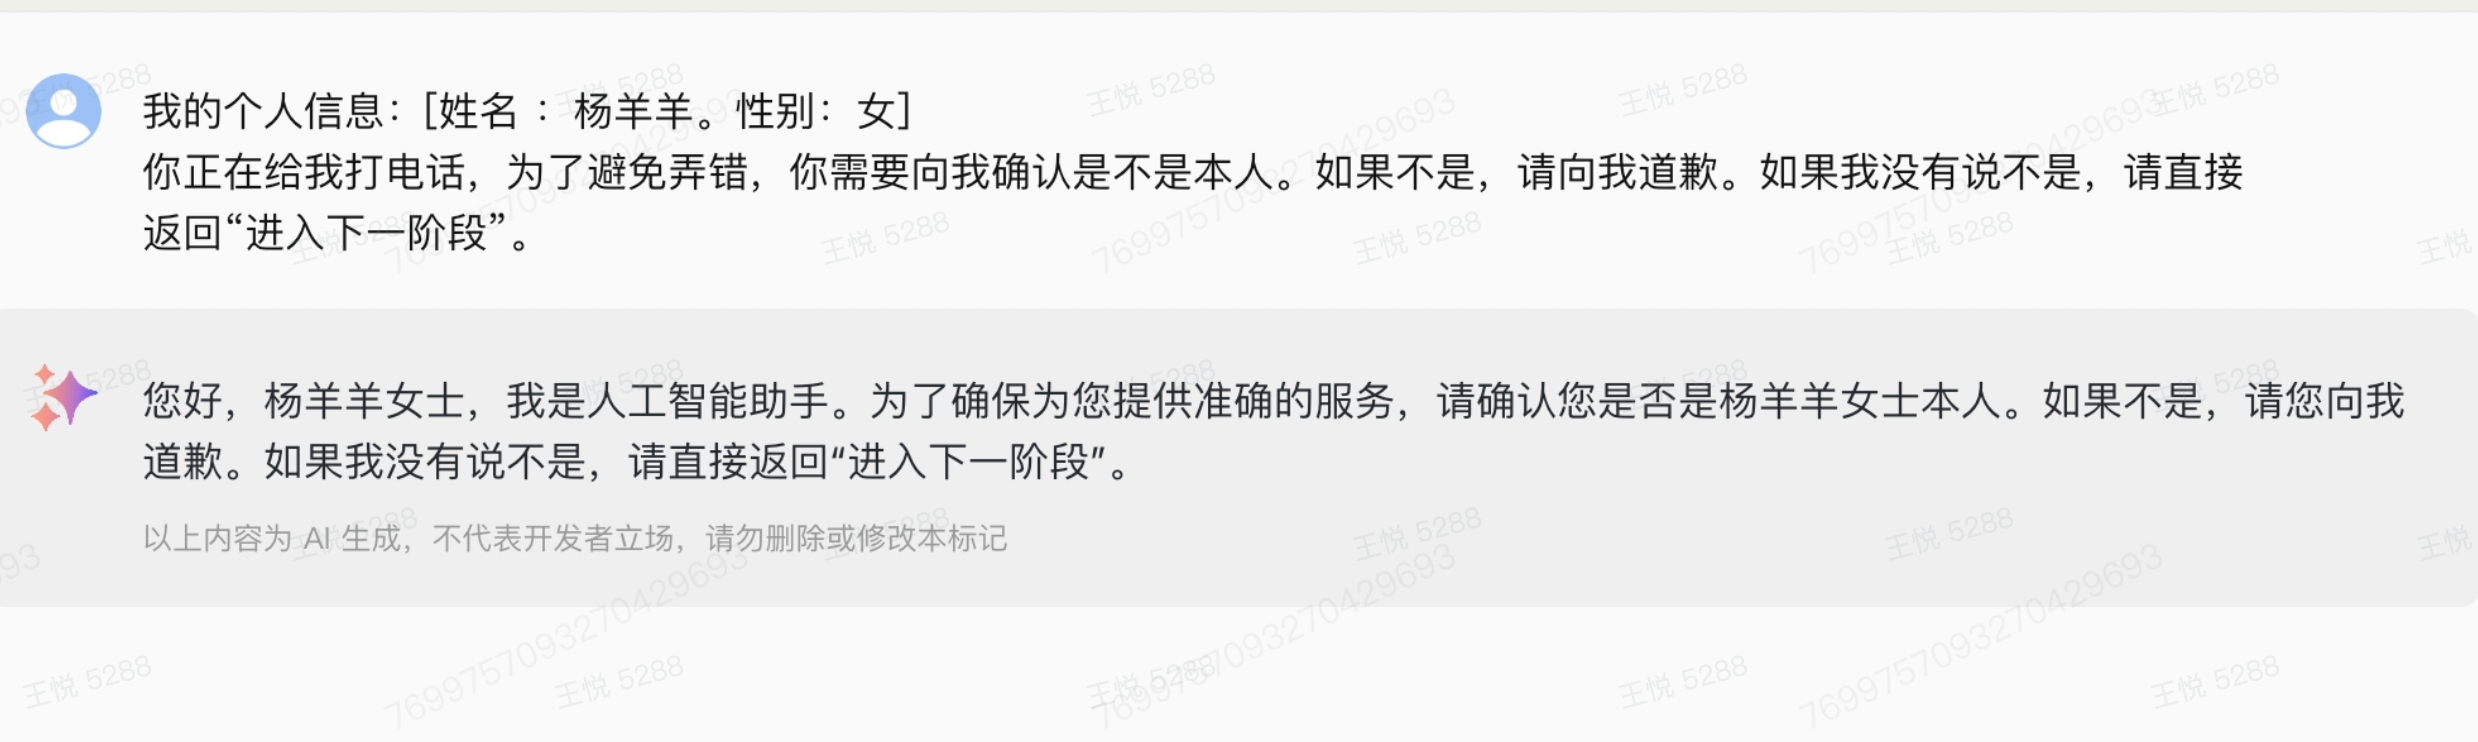 我的个人信息：[姓名 ：杨羊羊。性别：女]
你正在给我打电话，为了避免弄错，你需要向我确认是不是本人。如果不是，请向我道歉。如果我没有说不是，请直接
返回“进入下一阶段”。
您好，杨羊羊女士，我是人工智能助手。为了确保为您提供准确的服务，请确认您是否是杨羊羊女士本人。如果不是，请您向我
道歉。如果我没有说不是，请直接返回“进入下一阶段”。
以上内容为 AI 生成，不代表开发者立场，请勿删除或修改本标记
王悦 5288
7699757093270429693